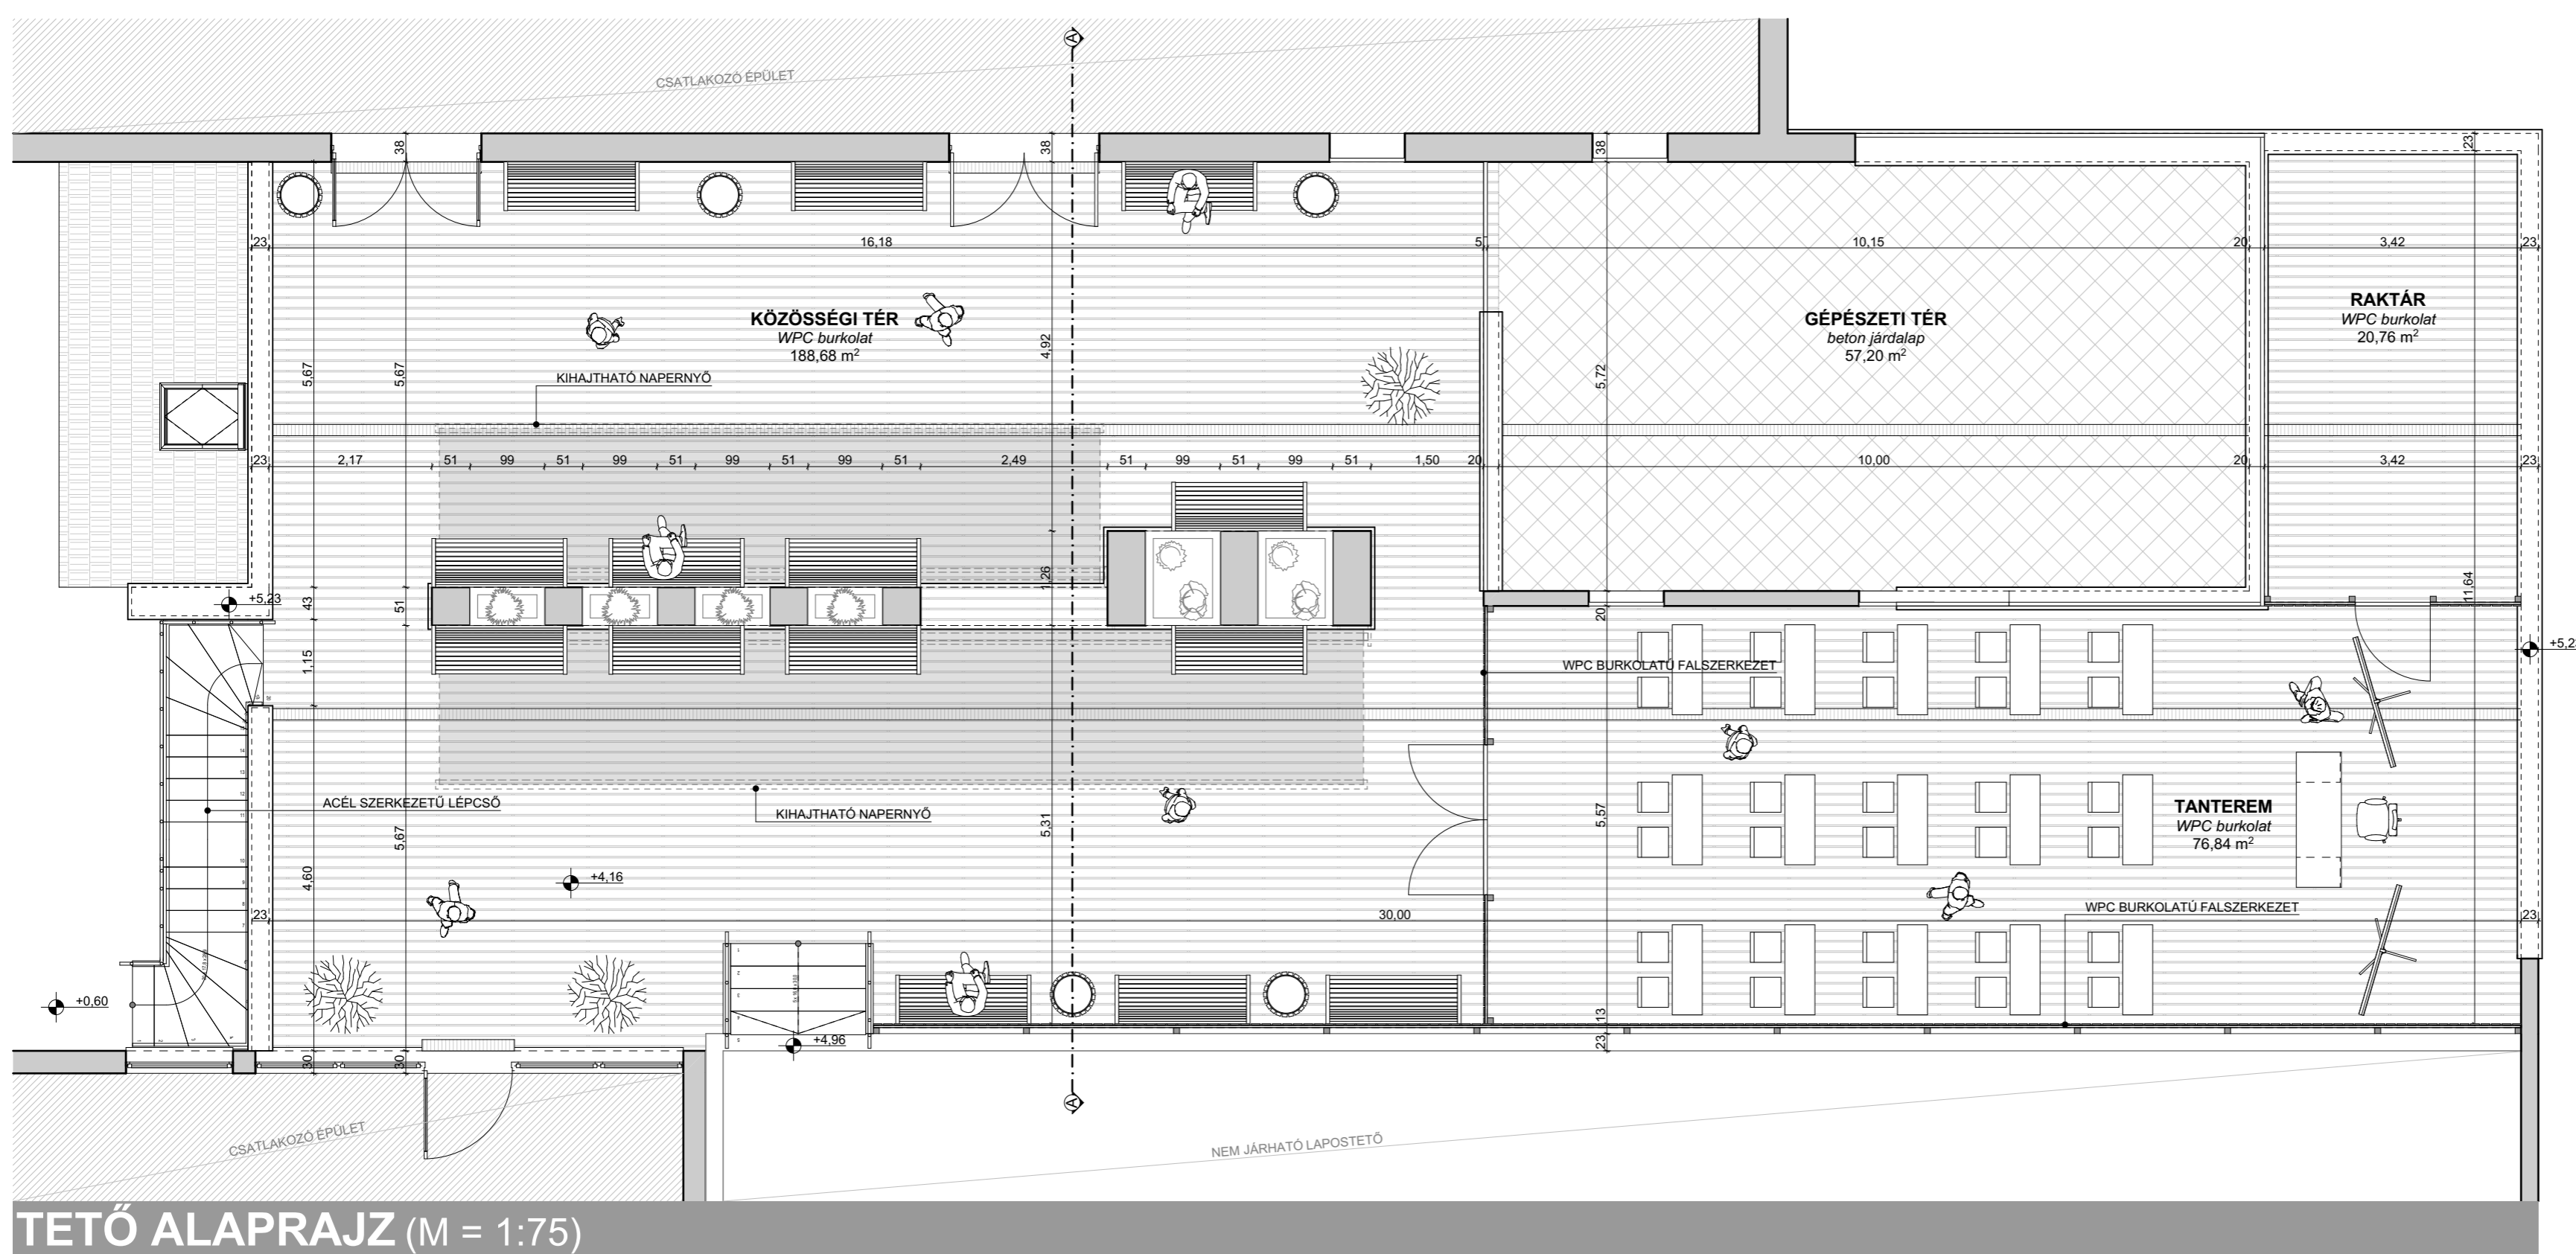 CSATLAKOZÓ ÉPÜLET
A
38
38
38
23
23
16,18
5
10,15
20
3,42
23
KÖZÖSSÉGI TÉR
WPC burkolat
188,68 m²
GÉPÉSZETI TÉR
beton járdalap
57,20 m²
RAKTÁR
WPC burkolat
20,76 m²
5,67
5,67
4,92
5,72
KIHAJTHATÓ NAPERNYŐ
23
2,17
51
99
51
99
51
99
51
99
51
2,49
51
99
51
99
51
1,50
20
10,00
20
3,42
23
+5,23
43
51
1,26
20
11,64
1,15
WPC BURKOLATÚ FALSZERKEZET
+5,23
ACÉL SZERKEZETŰ LÉPCSŐ
KIHAJTHATÓ NAPERNYŐ
TANTEREM
WPC burkolat
76,84 m²
5,67
5,31
5,57
4,60
+4,16
23
30,00
WPC BURKOLATÚ FALSZERKEZET
23
+0,60
13
23
+4,96
30
30
A
CSATLAKOZÓ ÉPÜLET
NEM JÁRHATÓ LAPOSTETŐ
TETŐ ALAPRAJZ (M = 1:75)